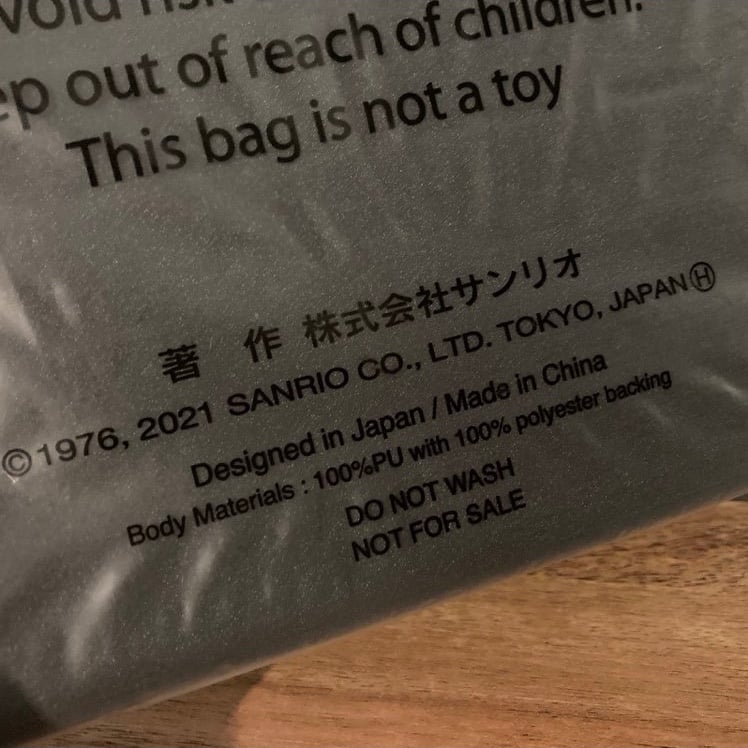 out of reach of children.
This bag is not a toy
著 作 株式会社サンリオ
©1976, 2021 SANRIO CO., LTD. TOKYO, JAPANⒽ
Designed in Japan / Made in China
Body Materials : 100%PU with 100% polyester backing
DO NOT WASH
NOT FOR SALE